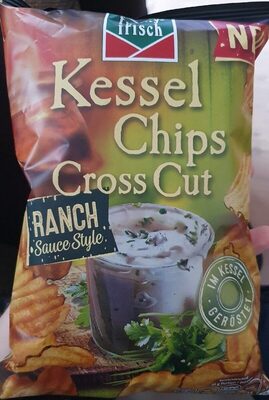 frisch
Kessel
Chips
Cross Cut
RANCH
Sauce Style
IM KESSEL
GERÖSTET